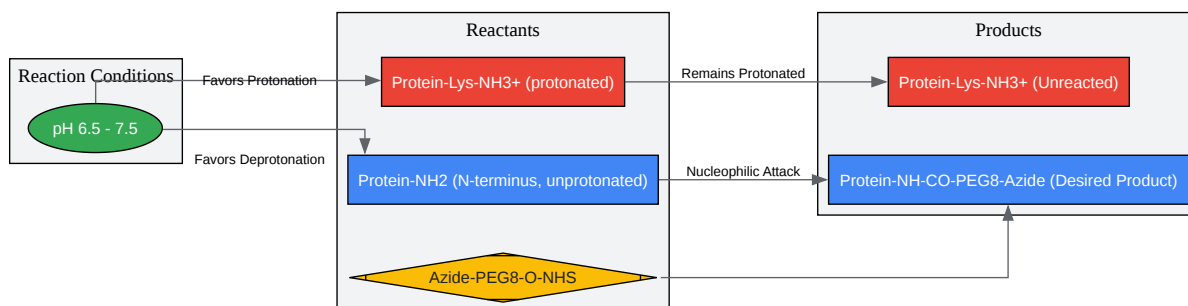 Reactants
Products
Reaction Conditions
Favors Protonation
Protein-Lys-NH3+ (protonated)
Remains Protonated
Protein-Lys-NH3+ (Unreacted)
pH 6.5 - 7.5
Favors Deprotonation
Protein-NH2 (N-terminus, unprotonated)
Nucleophilic Attack
Protein-NH-CO-PEG8-Azide (Desired Product)
Azide-PEG8-O-NHS